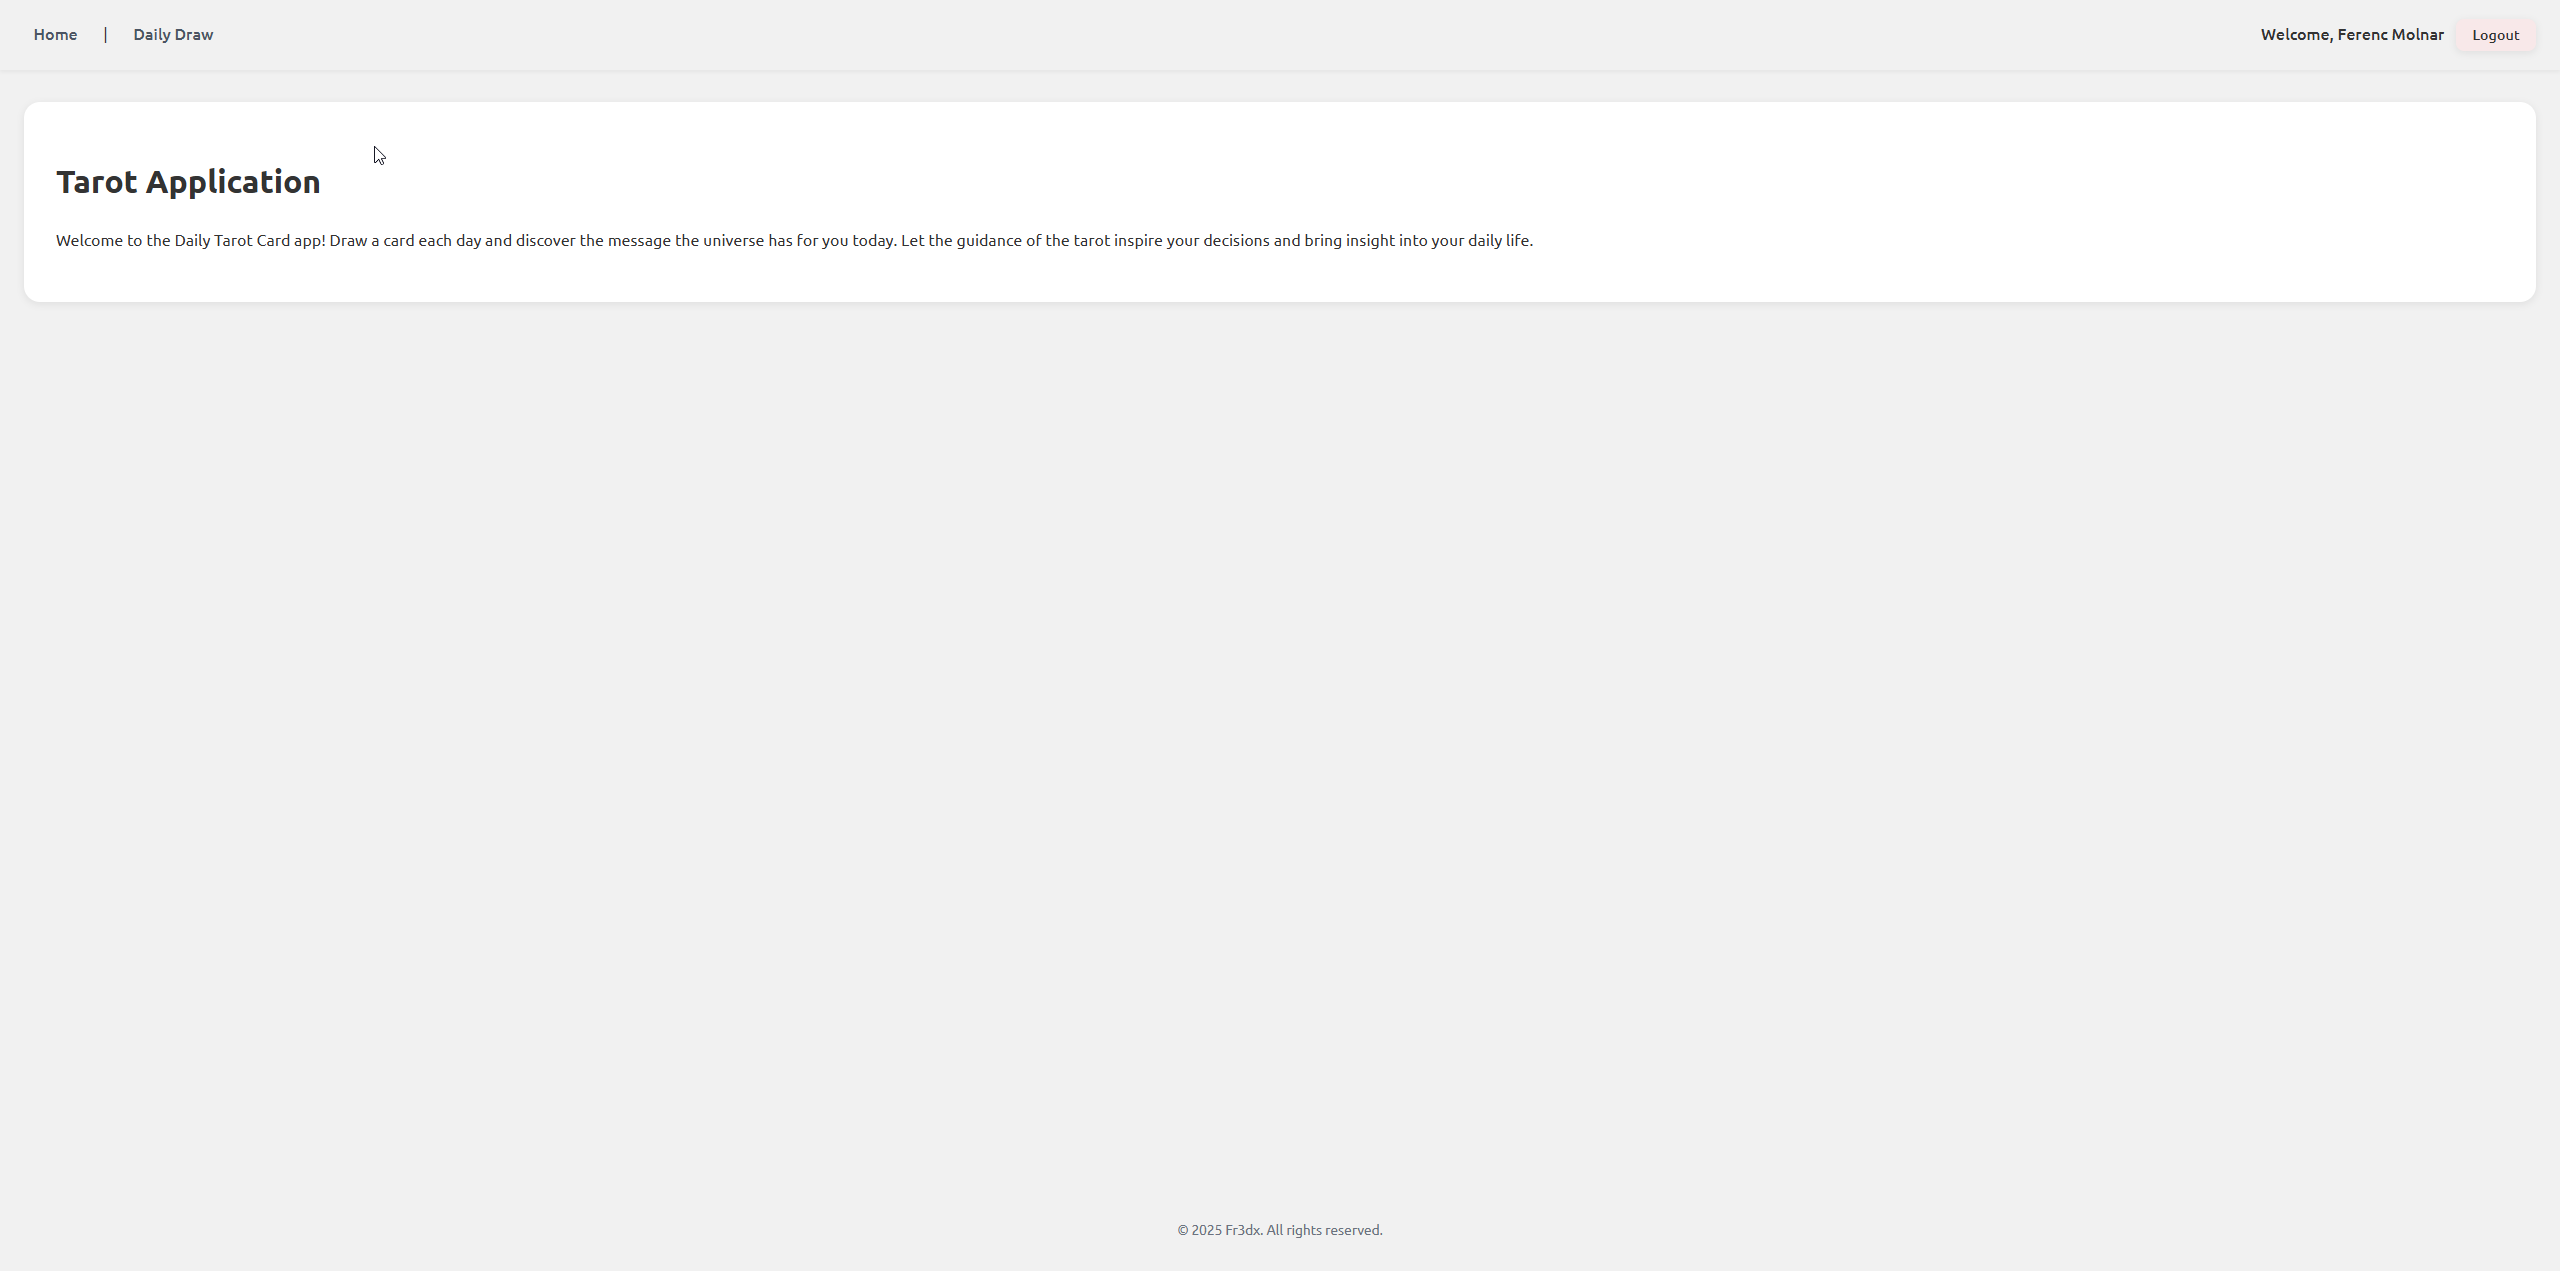 Home | Daily Draw
Welcome, Ferenc Molnar Logout
Tarot Application
Welcome to the Daily Tarot Card app! Draw a card each day and discover the message the universe has for you today. Let the guidance of the tarot inspire your decisions and bring insight into your daily life.
© 2025 Fr3dx. All rights reserved.